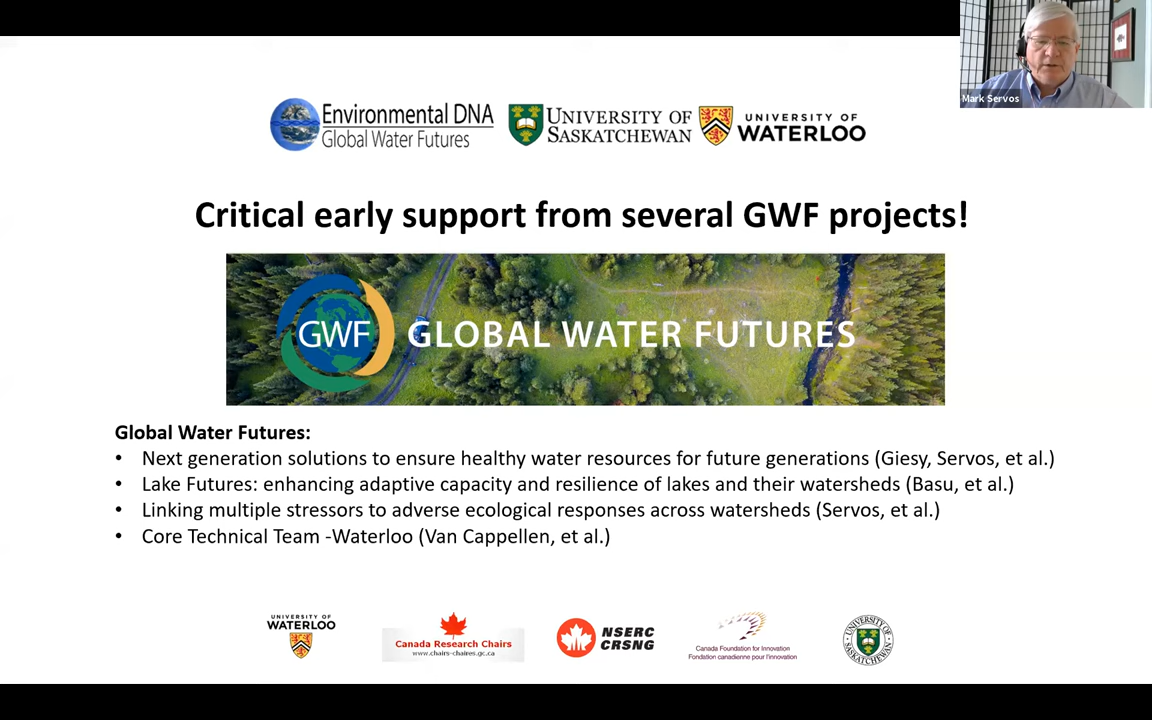 Mark Servos
Environmental DNA
Global Water Futures
UNIVERSITY OF
SASKATCHEWAN
UNIVERSITY OF
WATERLOO
Critical early support from several GWF projects!
GWF GLOBAL WATER FUTURES
Global Water Futures:
• Next generation solutions to ensure healthy water resources for future generations (Giesy, Servos, et al.)
• Lake Futures: enhancing adaptive capacity and resilience of lakes and their watersheds (Basu, et al.)
• Linking multiple stressors to adverse ecological responses across watersheds (Servos, et al.)
• Core Technical Team -Waterloo (Van Cappellen, et al.)
UNIVERSITY OF
WATERLOO
Canada Research Chairs
www.chairs-chaires.gc.ca
NSERC
CRSNG
Canada Foundation for Innovation
Fondation canadienne pour l'innovation
UNIVERSITY OF
SASKATCHEWAN